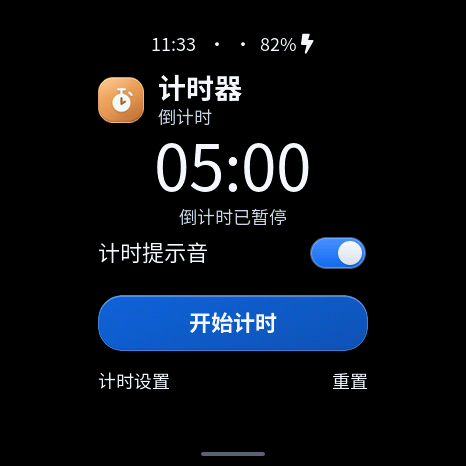 11:33 • • 82%
计时器
倒计时
05:00
倒计时已暂停
计时提示音
开始计时
计时设置 重置